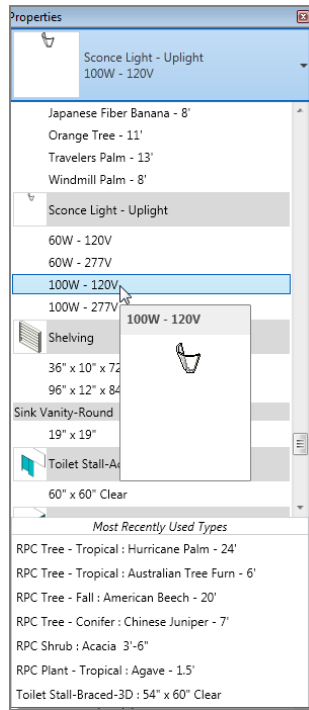 Properties
Sconce Light - Uplight
100W - 120V
Japanese Fiber Banana - 8'
Orange Tree - 11'
Travelers Palm - 13'
Windmill Palm - 8'
Sconce Light - Uplight
60W - 120V
60W - 277V
100W - 120V
100W - 277V
100W - 120V
Shelving
36" x 10" x 72
96" x 12" x 84
Sink Vanity-Round
19" x 19"
Toilet Stall-Ac
60" x 60" Clear
Most Recently Used Types
RPC Tree - Tropical : Hurricane Palm - 24'
RPC Tree - Tropical : Australian Tree Furn - 6'
RPC Tree - Fall : American Beech - 20'
RPC Tree - Conifer : Chinese Juniper - 7'
RPC Shrub : Acacia 3'-6"
RPC Plant - Tropical : Agave - 1.5'
Toilet Stall-Braced-3D : 54" x 60" Clear